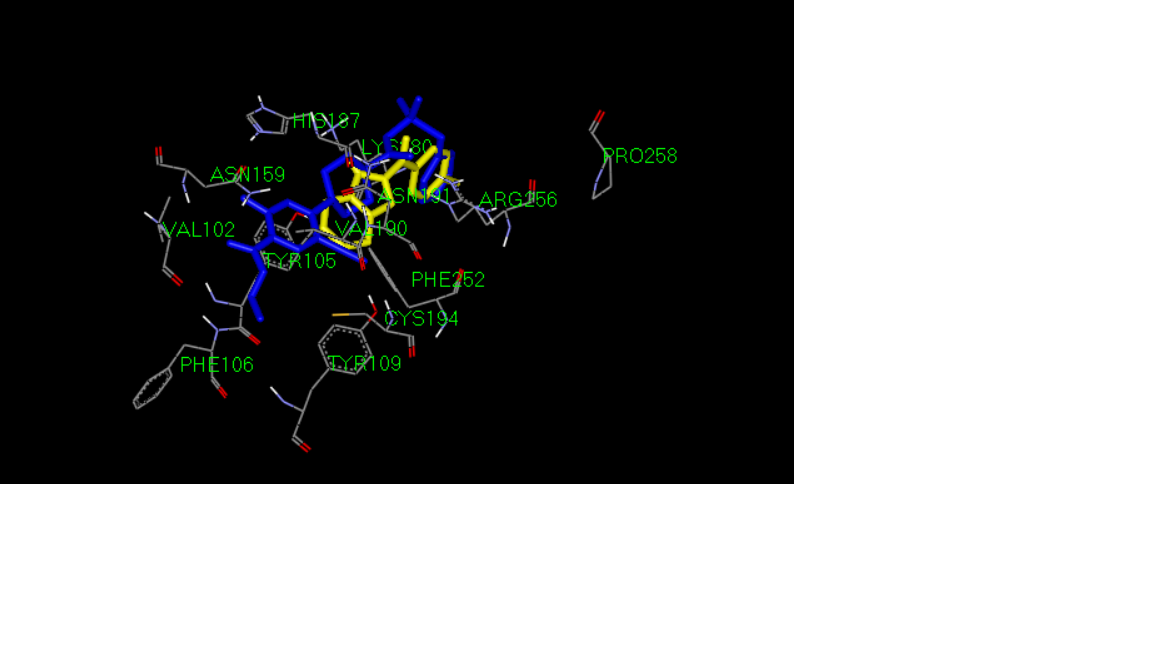 HIS187
LYS180
PRO258
ASN159
ASN191
ARG256
VAL102
VAL190
TYR105
PHE252
CYS194
PHE106
TYR109